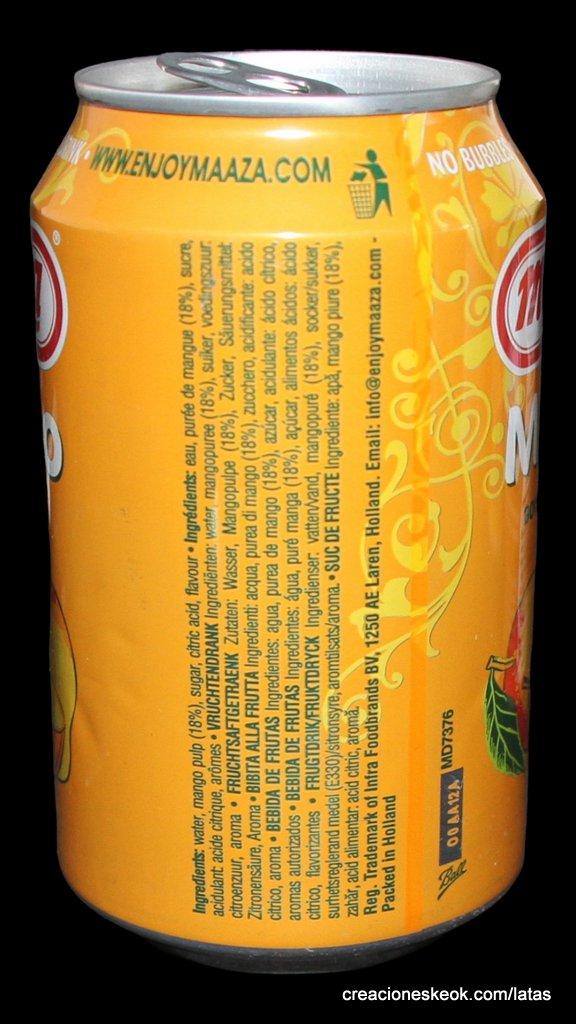 NK •
WWW.ENJOYMAAZA.COM
NO BUBBLES
Ingredients: water, mango pulp (18%), sugar, citric acid, flavour • Ingrédients: eau, purée de mangue (18%), sucre,
acidulant: acide citrique, arômes • VRUCHTENDRANK Ingrediënten: water, mangopuree (18%), suiker, voedingszuur:
citroenzuur, aroma • FRUCHTSAFTGETRAENK Zutaten: Wasser, Mangopulpe (18%), Zucker, Säuerungsmittel:
Zitronensäure, Aroma • BIBITA ALLA FRUTTA Ingredienti: acqua, purea di mango (18%), zucchero, acidificante: acido
citrico, aroma • BEBIDA DE FRUTAS Ingredientes: agua, purea de mango (18%), azúcar, acidulante: ácido cítrico,
aromas autorizados • BEBIDA DE FRUTAS Ingredientes: água, puré manga (18%), açúcar, alimentos ácidos: ácido
cítrico, flavorizantes • FRUGTDRIK/FRUKTDRYCK Ingredienser: vatten/vand, mangopuré (18%), socker/sukker,
surhetsreglerand medel (E330)/sitronsyre, aromtillsats/aroma. • SUC DE FRUCTE Ingrediente: apă, mango piure (18%),
zahăr, acid alimentar: acid citric, aromă.
Reg. Trademark of Infra Foodbrands BV, 1250 AE Laren, Holland. Email: info@enjoymaaza.com -
Packed in Holland
Ball
OO AA12A
MD7376
M
creacioneskeok.com/latas